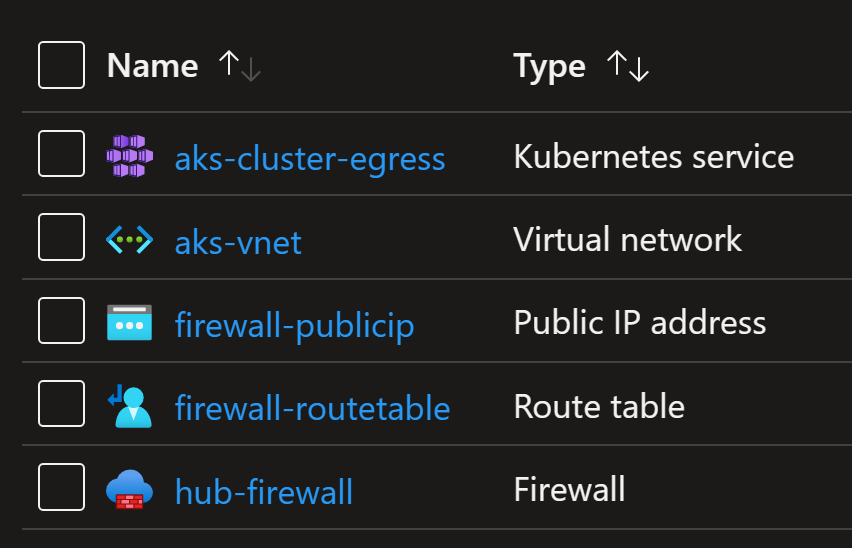 Name Type
aks-cluster-egress Kubernetes service
aks-vnet Virtual network
firewall-publicip Public IP address
firewall-routetable Route table
hub-firewall Firewall